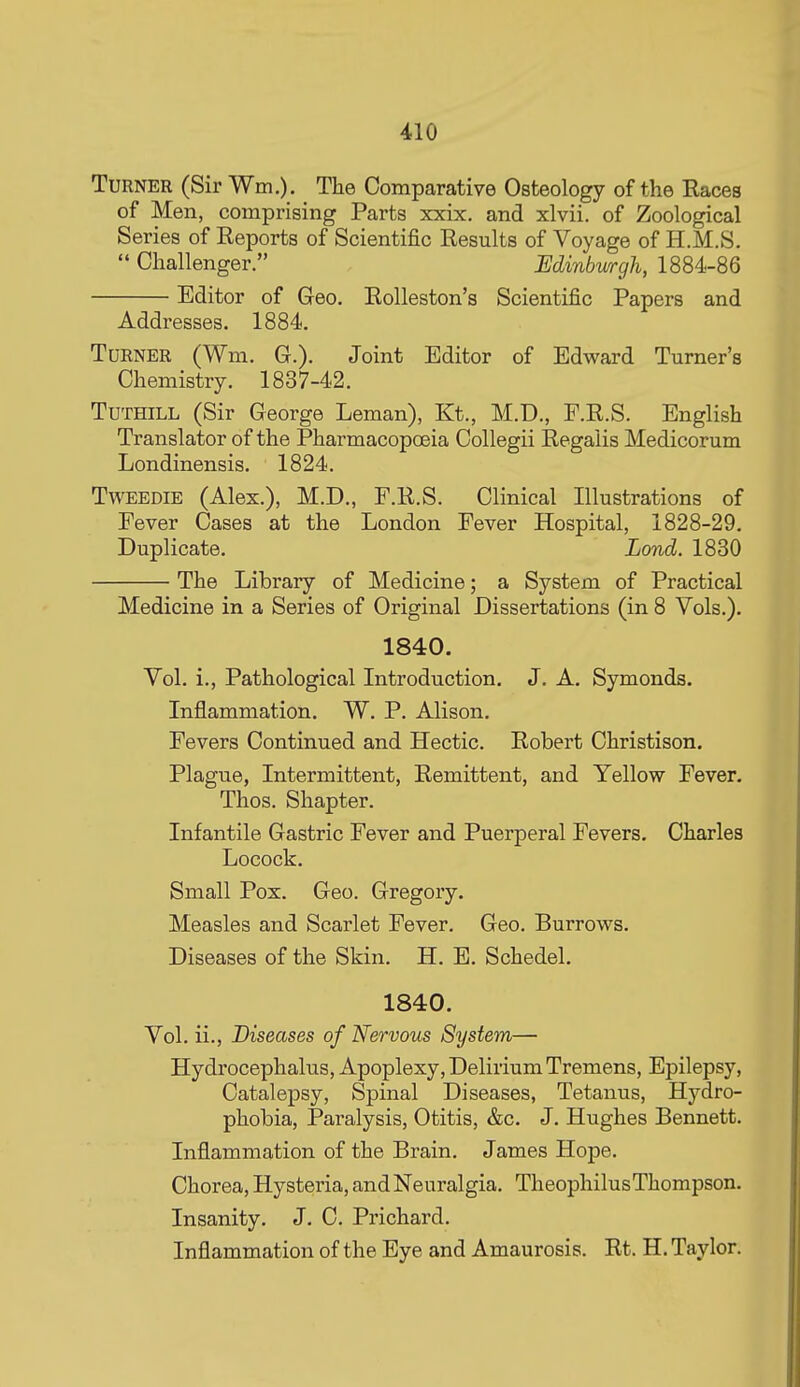 410
TURNER (Sir Wm.). The Comparative Osteology of the Races
of Men, comprising Parts xxix. and xlvii. of Zoological
Series of Reports of Scientific Results of Voyage of H.M.S.
“ Challenger.” Edinburgh, 1884-86
——— Editor of Geo. Rolleston's Scientific Papers and
Addresses. 1884.
TURNER (Wm. G.). Joint Editor of Edward Turner's
Chemistry. 1837-42.
TUTHILL (Sir George Leman), Kt., M.D., F.R.S. English
Translator of the Pharmacopœia Collegii Regalis Medicorum
Londinensis. 1824.
TWEEDIE (Alex.), M.D., F.R.S. Clinical Illustrations of
Fever Cases at the London Fever Hospital, 1828-29.
Duplicate. Lond. 1830
——— The Library of Medicine; a System of Practical
Medicine in a Series of Original Dissertations (in 8 Vols.).
1840.
Vol. i., Pathological Introduction. J. A. Symonds.
Inflammation. W. P. Alison.
Fevers Continued and Hectic. Robert Christison.
Plague, Intermittent, Remittent, and Yellow Fever.
Thos. Shapter.
Infantile Gastric Fever and Puerperal Fevers. Charles
Locock.
Small Pox. Geo. Gregory.
Measles and Scarlet Fever. Geo. Burrows.
Diseases of the Skin. H. E. Schedel.
1840.
Vol. ii., Diseases of Nervous System—
Hydrocephalus, Apoplexy, Delirium Tremens, Epilepsy,
Catalepsy, Spinal Diseases, Tetanus, Hydro-
phobia, Paralysis, Otitis, &c. J. Hughes Bennett.
Inflammation of the Brain. James Hope.
Chorea, Hysteria, and Neuralgia. Theophilus Thompson.
Insanity. J. C. Prichard.
Inflammation of the Eye and Amaurosis. Rt. H. Taylor.